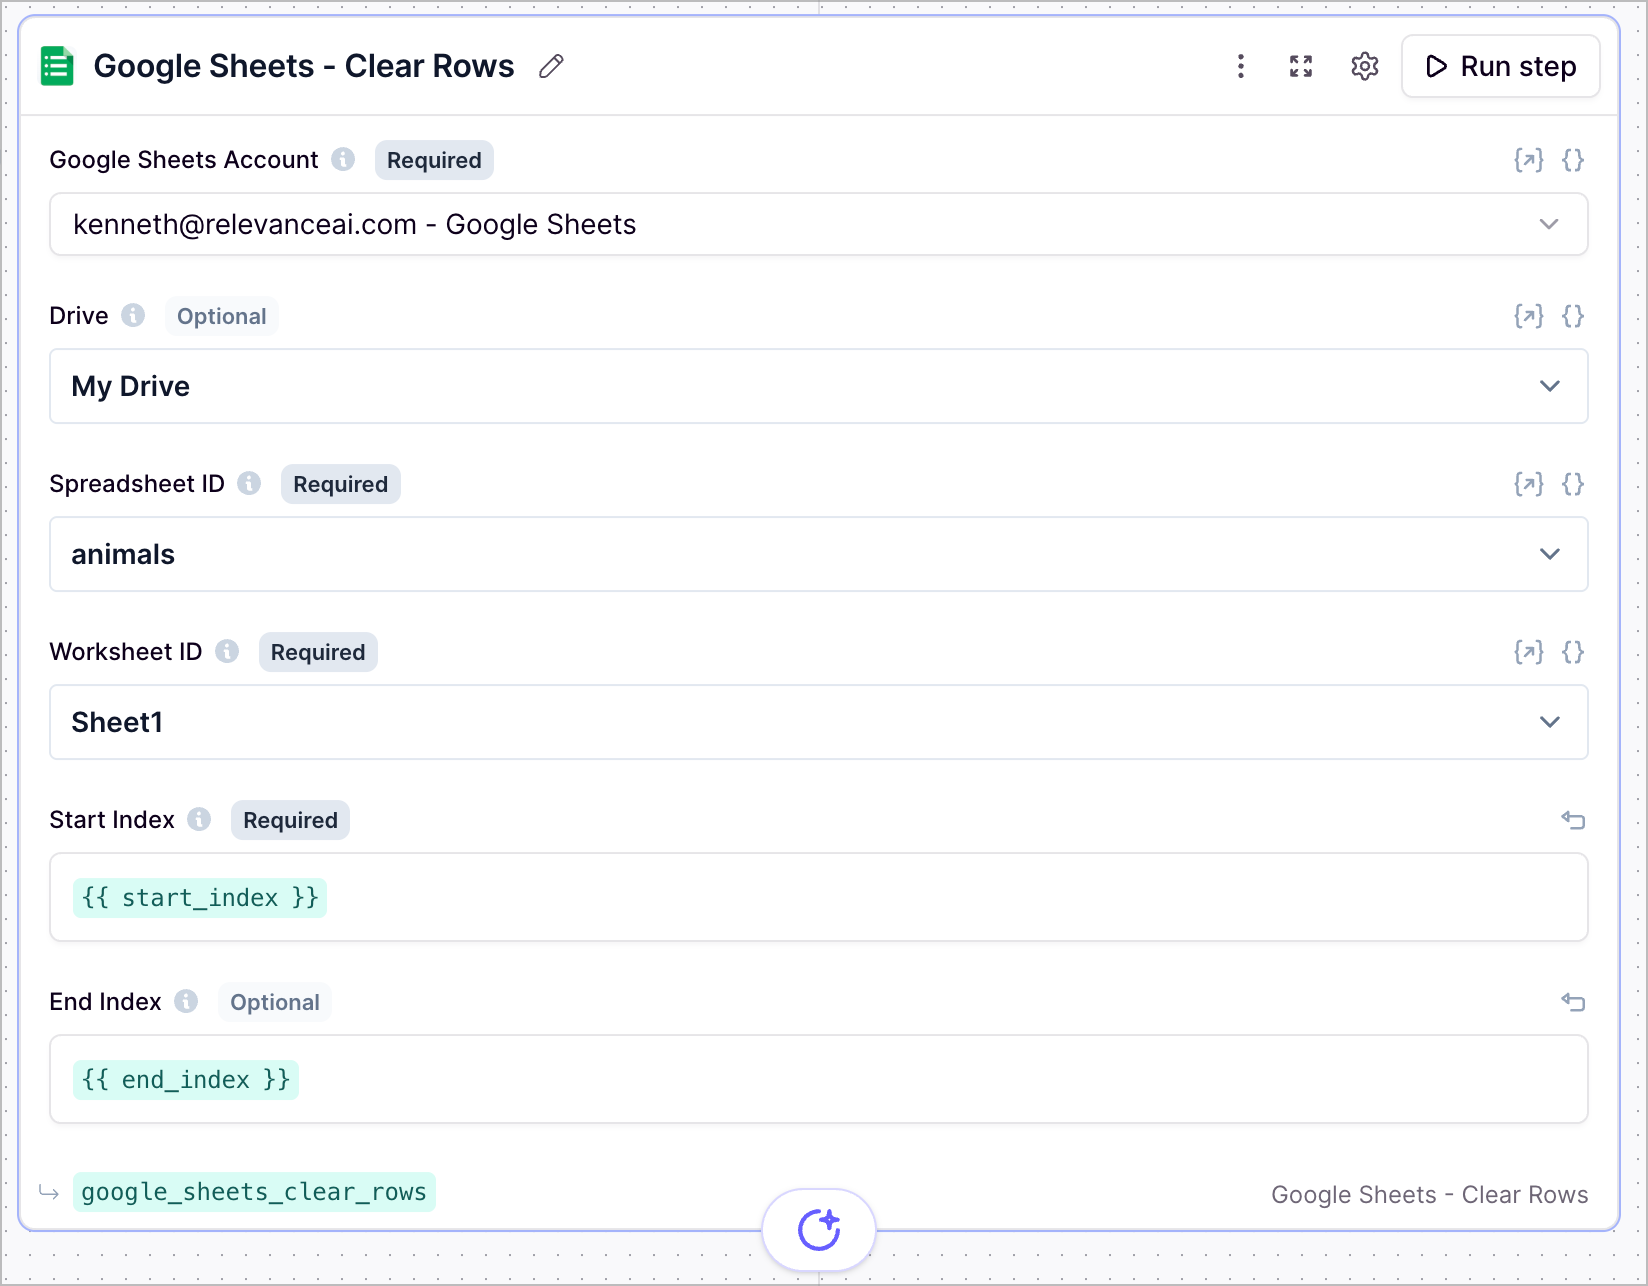 Google Sheets - Clear Rows
Run step
Google Sheets Account Required
kenneth@relevanceai.com - Google Sheets
Drive Optional
My Drive
Spreadsheet ID Required
animals
Worksheet ID Required
Sheet1
Start Index Required
{{ start_index }}
End Index Optional
{{ end_index }}
google_sheets_clear_rows
Google Sheets - Clear Rows